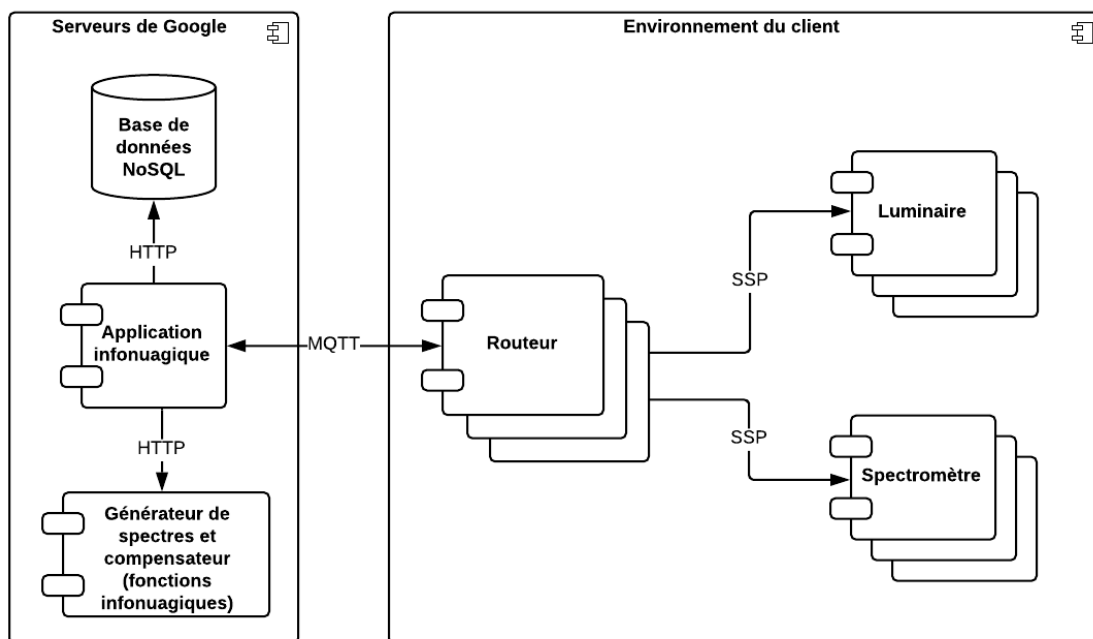 Serveurs de Google
Base de
données
NoSQL
HTTP
Application
infonuagique
HTTP
Générateur de
spectres et
compensateur
(fonctions
infonuagiques)
MQTT
Environnement du client
Routeur
SSP
Luminaire
SSP
Spectromètre